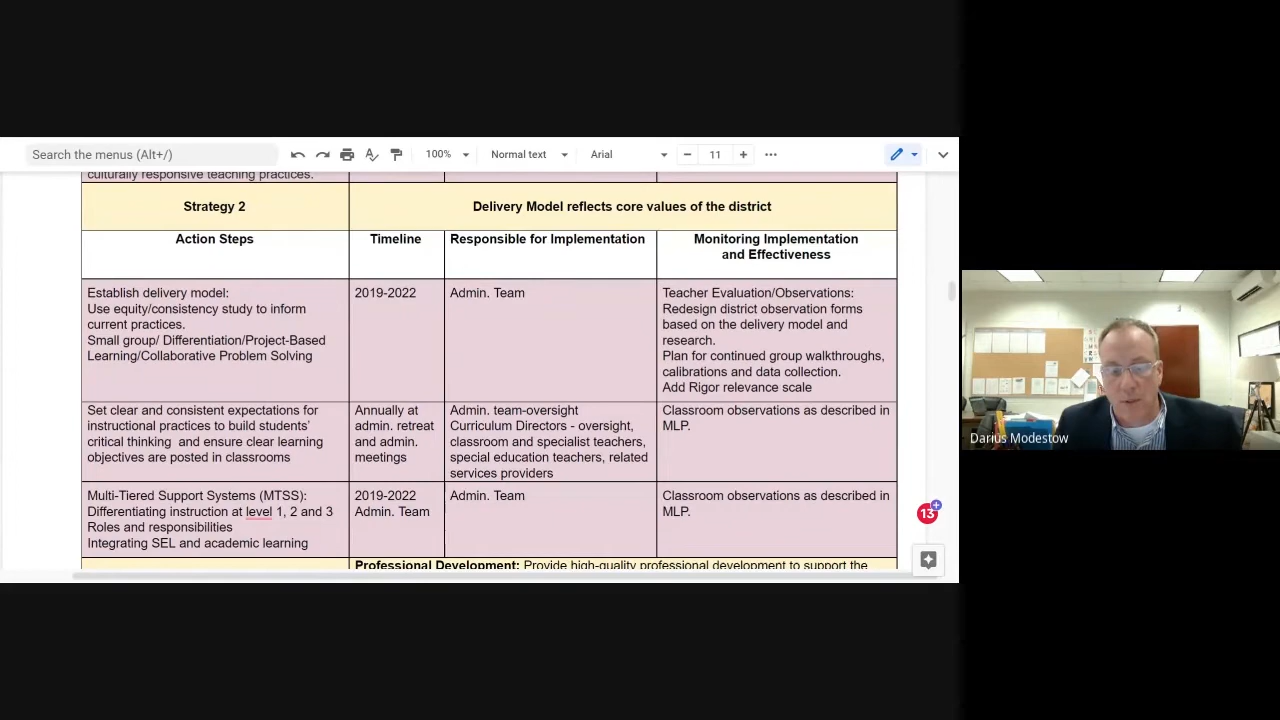 Search the menus (Alt+/)
100%
Normal text
Arial
11
culturally responsive teaching practices.
Strategy 2
Delivery Model reflects core values of the district
Action Steps
Timeline
Responsible for Implementation
Monitoring Implementation
and Effectiveness
Establish delivery model:
Use equity/consistency study to inform
current practices.
Small group/ Differentiation/Project-Based
Learning/Collaborative Problem Solving
2019-2022
Admin. Team
Teacher Evaluation/Observations:
Redesign district observation forms
based on the delivery model and
research.
Plan for continued group walkthroughs,
calibrations and data collection.
Add Rigor relevance scale
Set clear and consistent expectations for
instructional practices to build students'
critical thinking  and ensure clear learning
objectives are posted in classrooms
Annually at
admin. retreat
and admin.
meetings
Admin. team-oversight
Curriculum Directors - oversight,
classroom and specialist teachers,
special education teachers, related
services providers
Classroom observations as described in
MLP.
Multi-Tiered Support Systems (MTSS):
Differentiating instruction at level 1, 2 and 3
Roles and responsibilities
Integrating SEL and academic learning
2019-2022
Admin. Team
Admin. Team
Classroom observations as described in
MLP.
Professional Development: Provide high-quality professional development to support the
13
Darius Modestow